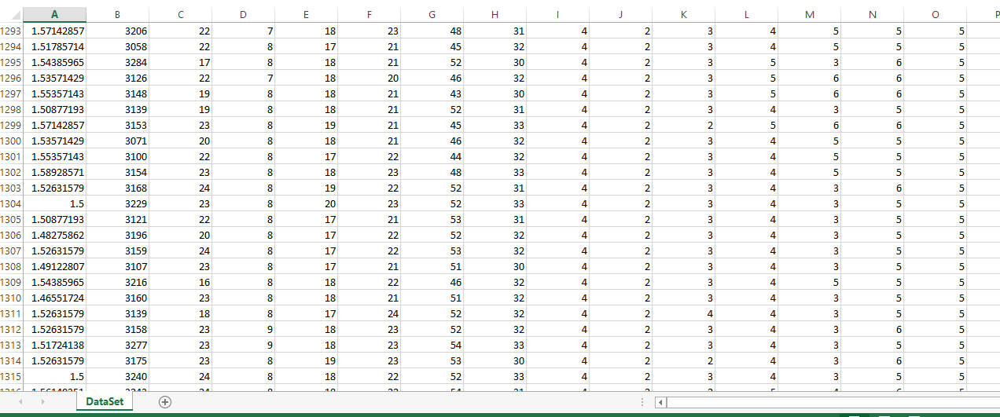 A B C D E F G H I J K L M N O P
1293 1.57142857 3206 22 7 18 23 48 31 4 2 3 4 5 5 5
1294 1.51785714 3058 22 8 17 21 45 32 4 2 3 4 5 5 5
1295 1.54385965 3284 17 8 18 21 52 30 4 2 3 5 3 6 5
1296 1.53571429 3126 22 7 18 20 46 32 4 2 3 5 6 6 5
1297 1.55357143 3148 19 8 18 21 43 30 4 2 3 5 6 6 5
1298 1.50877193 3139 19 8 18 21 52 31 4 2 3 4 3 5 5
1299 1.57142857 3153 23 8 19 21 45 33 4 2 2 5 6 6 5
1300 1.53571429 3071 20 8 18 21 46 32 4 2 3 4 5 5 5
1301 1.55357143 3100 22 8 17 22 44 32 4 2 3 4 5 5 5
1302 1.58928571 3154 23 8 18 23 48 33 4 2 3 4 5 5 5
1303 1.52631579 3168 24 8 19 22 52 31 4 2 3 4 3 6 5
1304 1.5 3229 23 8 20 23 52 33 4 2 3 4 3 5 5
1305 1.50877193 3121 22 8 17 21 53 31 4 2 3 4 3 5 5
1306 1.48275862 3196 20 8 17 22 52 32 4 2 3 4 3 5 5
1307 1.52631579 3159 24 8 17 22 53 32 4 2 3 4 3 5 5
1308 1.49122807 3107 23 8 17 21 51 30 4 2 3 4 3 5 5
1309 1.54385965 3216 16 8 18 22 46 32 4 2 3 4 5 5 5
1310 1.46551724 3160 23 8 18 21 51 32 4 2 3 4 3 5 5
1311 1.52631579 3139 18 8 17 24 52 32 4 2 4 4 3 5 5
1312 1.52631579 3158 23 9 18 23 52 32 4 2 3 4 3 6 5
1313 1.51724138 3277 23 9 18 23 54 33 4 2 3 4 3 5 5
1314 1.52631579 3175 23 8 19 23 53 30 4 2 2 4 3 6 5
1315 1.5 3240 24 8 18 22 52 33 4 2 3 4 3 5 5
DataSet